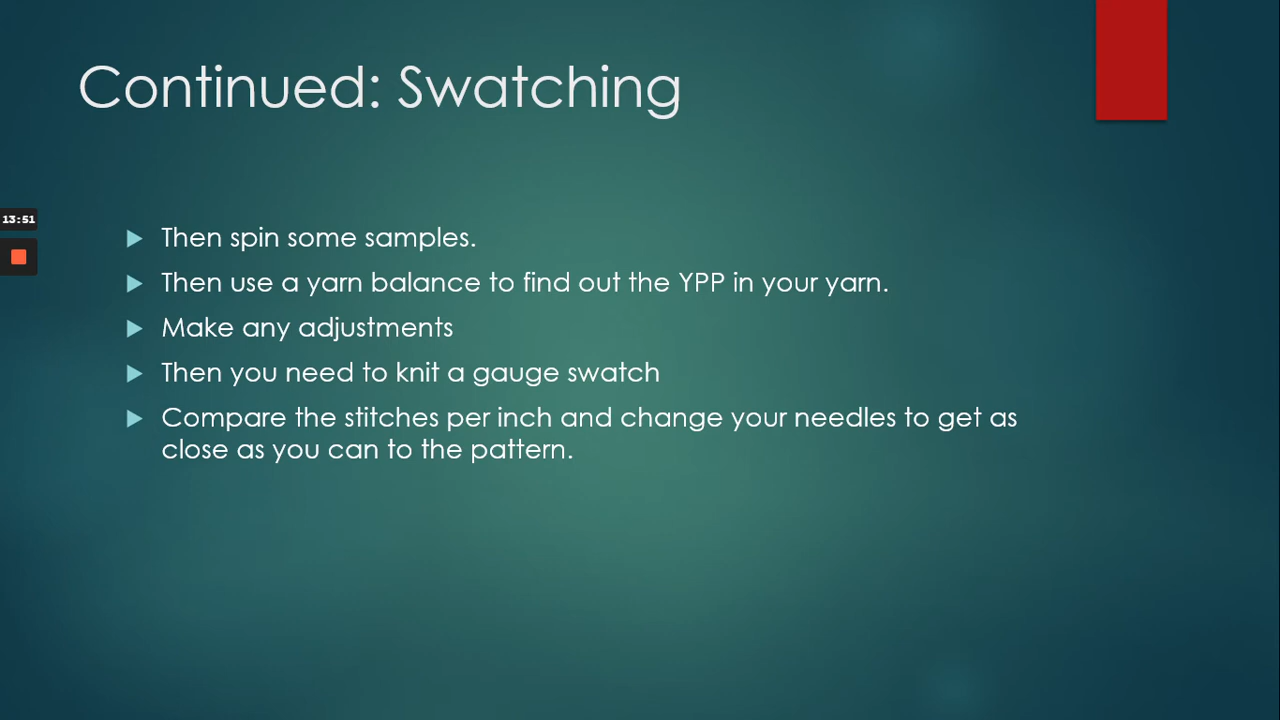 Continued: Swatching
13:51
Then spin some samples.
Then use a yarn balance to find out the YPP in your yarn.
Make any adjustments
Then you need to knit a gauge swatch
Compare the stitches per inch and change your needles to get as
close as you can to the pattern.